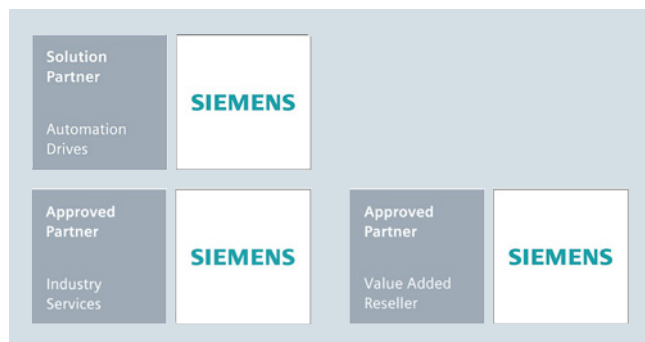 Solution
Partner
Automation
Drives
SIEMENS
Approved
Partner
Industry
Services
SIEMENS
Approved
Partner
Value Added
Reseller
SIEMENS